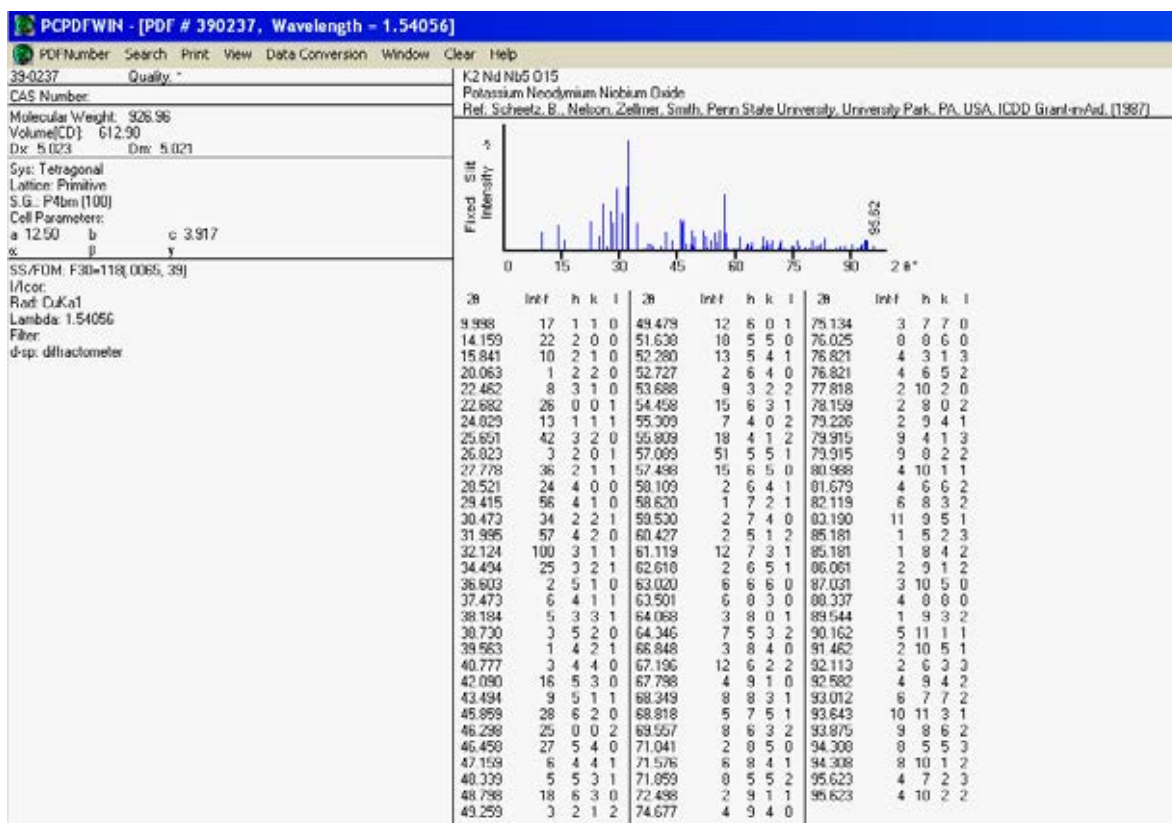 PCPDFWIN - [PDF # 390237, Wavelength = 1.54056]
PDFNumber Search Print View Data Conversion Window Clear Help
39-0237 Quality: *
CAS Number:
Molecular Weight: 926.96
Volume[CD]: 612.90
Dx: 5.023 Dm: 5.021
Sys: Tetragonal
Lattice: Primitive
S.G.: P4bm (100)
Cell Parameters:
a 12.50 b c 3.917
α β γ
SS/FOM: F30=118(.0065, 39)
I/Icor:
Rad: CuKa1
Lambda: 1.54056
Filter:
d-sp: diffractometer
K2 Nd Nb5 O15
Potassium Neodymium Niobium Oxide
Ref: Scheetz, B., Nelson, Zellmer, Smith, Penn State University, University Park, PA, USA, ICDD Grant-in-Aid, [1987]
Fixed Slit
Intensity ->
95.62
0 15 30 45 60 75 90 2 θ°
2θ Int-f h k l 2θ Int-f h k l 2θ Int-f h k l
9.998 17 1 1 0 49.479 12 6 0 1 75.134 3 7 7 0
14.159 22 2 0 0 51.638 18 5 5 0 76.025 8 8 6 0
15.841 10 2 1 0 52.280 13 5 4 1 76.821 4 3 1 3
20.063 1 2 2 0 52.727 2 6 4 0 76.821 4 6 5 2
22.462 8 3 1 0 53.688 9 3 2 2 77.818 2 10 2 0
22.682 26 0 0 1 54.458 15 6 3 1 78.159 2 8 0 2
24.829 13 1 1 1 55.309 7 4 0 2 79.226 2 9 4 1
25.651 42 3 2 0 55.809 18 4 1 2 79.915 9 4 1 3
26.823 3 2 0 1 57.089 51 5 5 1 79.915 9 8 2 2
27.778 36 2 1 1 57.498 15 6 5 0 80.988 4 10 1 1
28.521 24 4 0 0 58.109 2 6 4 1 81.679 4 6 6 2
29.415 56 4 1 0 58.620 1 7 2 1 82.119 6 8 3 2
30.473 34 2 2 1 59.530 2 7 4 0 83.190 11 9 5 1
31.995 57 4 2 0 60.427 2 5 1 2 85.181 1 5 2 3
32.124 100 3 1 1 61.119 12 7 3 1 85.181 1 8 4 2
34.494 25 3 2 1 62.618 2 6 5 1 86.061 2 9 1 2
36.603 2 5 1 0 63.020 6 6 6 0 87.031 3 10 5 0
37.473 6 4 1 1 63.501 6 8 3 0 88.337 4 8 8 0
38.184 5 3 3 1 64.068 3 8 0 1 89.544 1 9 3 2
38.730 3 5 2 0 64.346 7 5 3 2 90.162 5 11 1 1
39.563 1 4 2 1 66.848 3 8 4 0 91.462 2 10 5 1
40.777 3 4 4 0 67.196 12 6 2 2 92.113 2 6 3 3
42.090 16 5 3 0 67.798 4 9 1 0 92.582 4 9 4 2
43.494 9 5 1 1 68.349 8 8 3 1 93.012 6 7 7 2
45.859 28 6 2 0 68.818 5 7 5 1 93.643 10 11 3 1
46.298 25 0 0 2 69.557 8 6 3 2 93.875 9 8 6 2
46.458 27 5 4 0 71.041 2 8 5 0 94.308 8 5 5 3
47.159 6 4 4 1 71.576 6 8 4 1 94.308 8 10 1 2
48.339 5 5 3 1 71.859 8 5 5 2 95.623 4 7 2 3
48.798 18 6 3 0 72.498 2 9 1 1 95.623 4 10 2 2
49.259 3 2 1 2 74.677 4 9 4 0